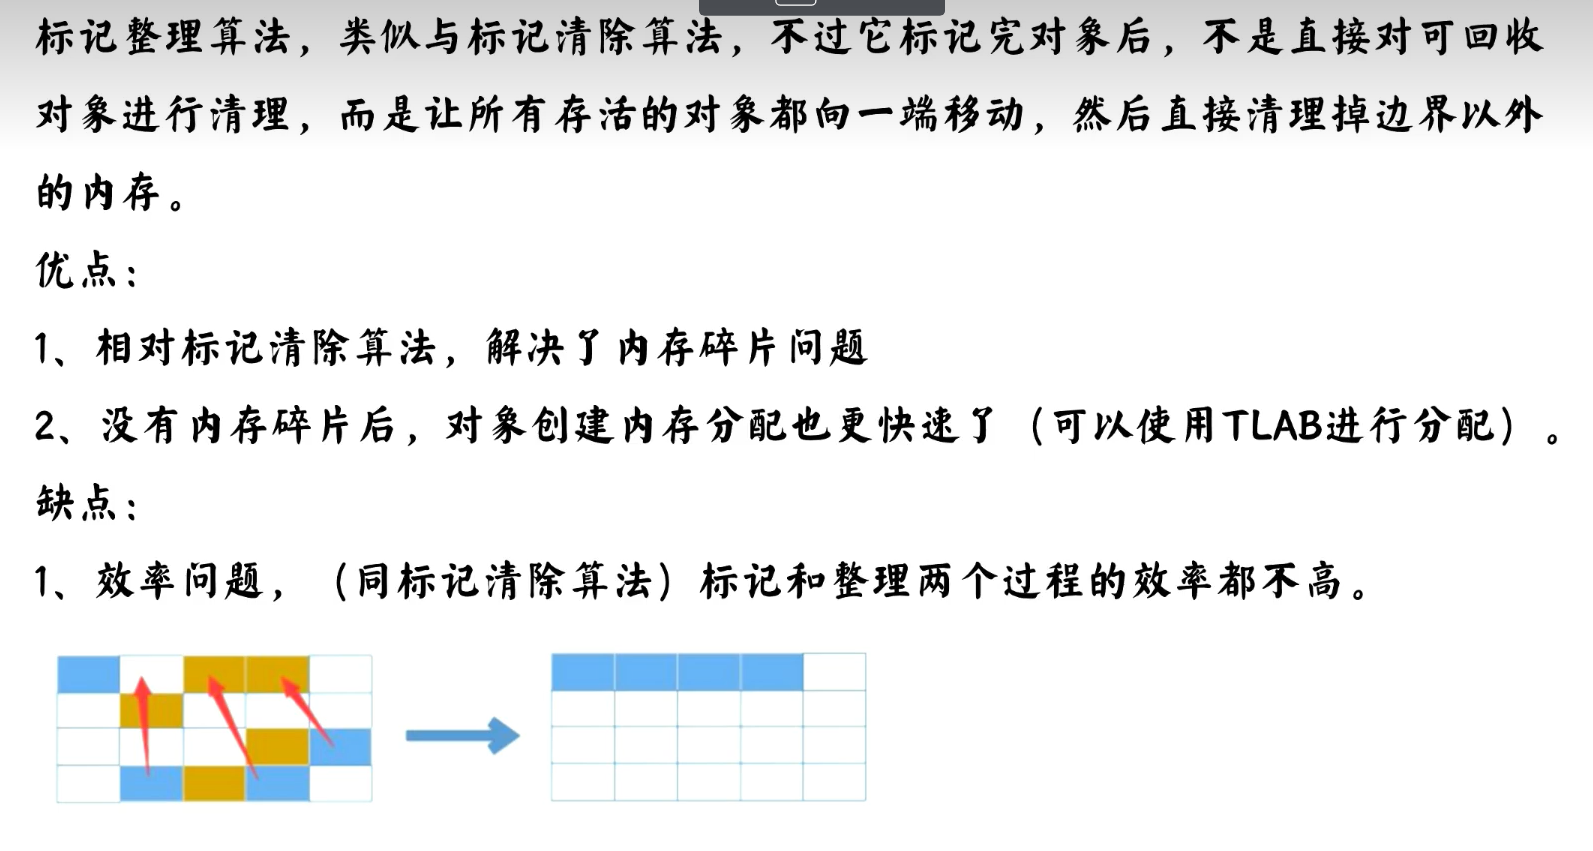 标记整理算法，类似与标记清除算法，不过它标记完对象后，不是直接对可回收
对象进行清理，而是让所有存活的对象都向一端移动，然后直接清理掉边界以外
的内存。
优点：
1、相对标记清除算法，解决了内存碎片问题
2、没有内存碎片后，对象创建内存分配也更快速了（可以使用TLAB进行分配）。
缺点：
1、效率问题，（同标记清除算法）标记和整理两个过程的效率都不高。